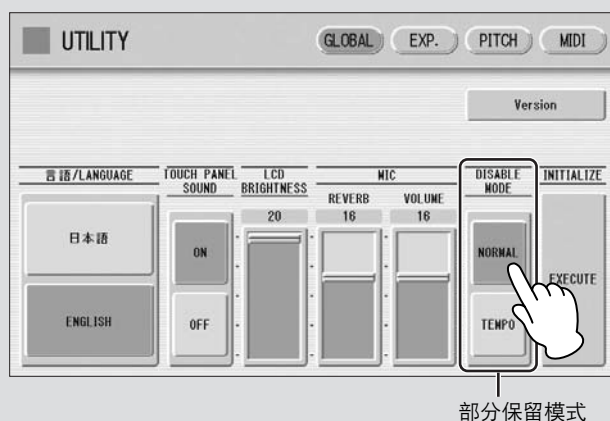 UTILITY GLOBAL EXP. PITCH MIDI
Version
言語/LANGUAGE
TOUCH PANEL
SOUND
LCD
BRIGHTNESS
MIC
DISABLE
MODE
INITIALIZE
REVERB VOLUME
20 16 16
日本語
ON
NORMAL
EXECUTE
ENGLISH
OFF
TEMPO
部分保留模式